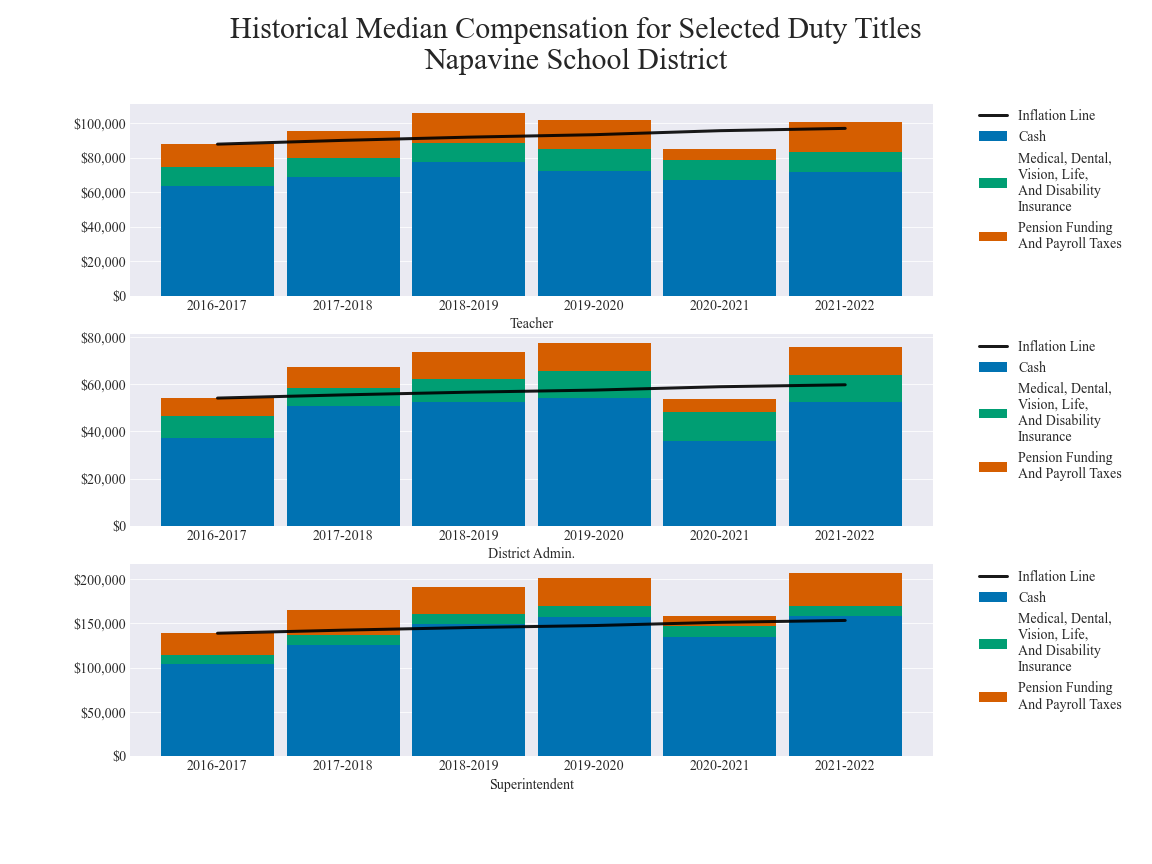 Historical Median Compensation for Selected Duty Titles
Napavine School District
$100,000
$80,000
$60,000
$40,000
$20,000
$0
2016-2017 2017-2018 2018-2019 2019-2020 2020-2021 2021-2022
Teacher
Inflation Line
Cash
Medical, Dental,
Vision, Life,
And Disability
Insurance
Pension Funding
And Payroll Taxes
$80,000
$60,000
$40,000
$20,000
$0
2016-2017 2017-2018 2018-2019 2019-2020 2020-2021 2021-2022
District Admin.
Inflation Line
Cash
Medical, Dental,
Vision, Life,
And Disability
Insurance
Pension Funding
And Payroll Taxes
$200,000
$150,000
$100,000
$50,000
$0
2016-2017 2017-2018 2018-2019 2019-2020 2020-2021 2021-2022
Superintendent
Inflation Line
Cash
Medical, Dental,
Vision, Life,
And Disability
Insurance
Pension Funding
And Payroll Taxes